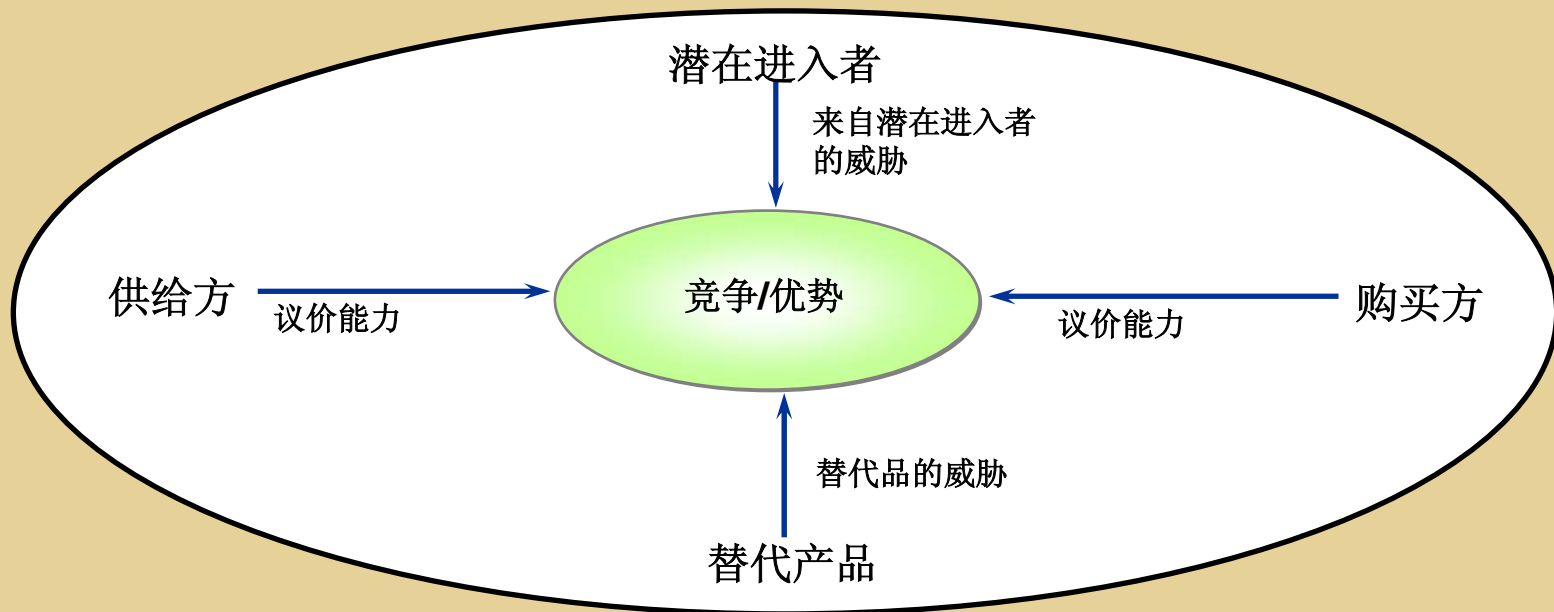 潜在进入者
来自潜在进入者
的威胁
供给方
议价能力
竞争/优势
议价能力
购买方
替代品的威胁
替代产品